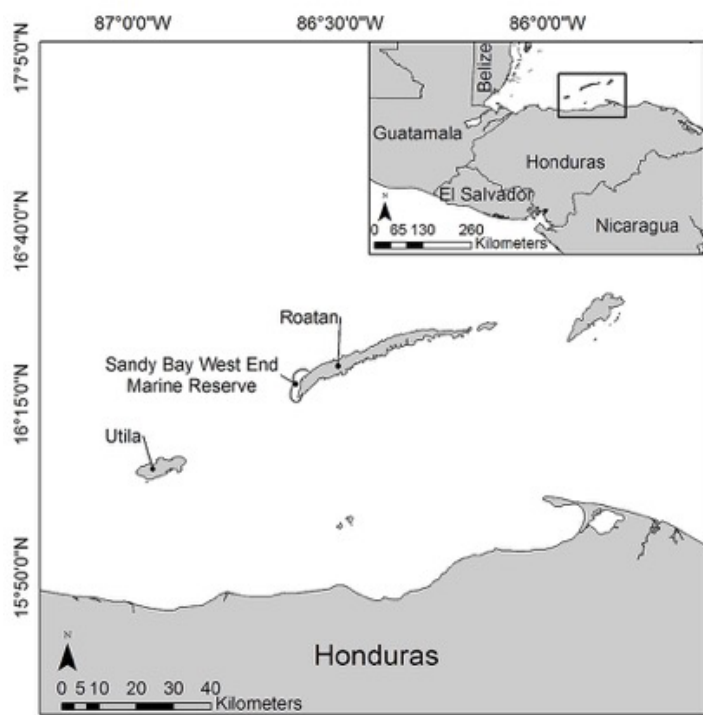 87°0'0"W 86°30'0"W 86°0'0"W
17°5'0"N
16°40'0"N
16°15'0"N
15°50'0"N
Belize
Guatamala
Honduras
El Salvador
Nicaragua
N
0 65 130 260
Kilometers
Roatan
Sandy Bay West End
Marine Reserve
Utila
Honduras
N
0 5 10 20 30 40
Kilometers